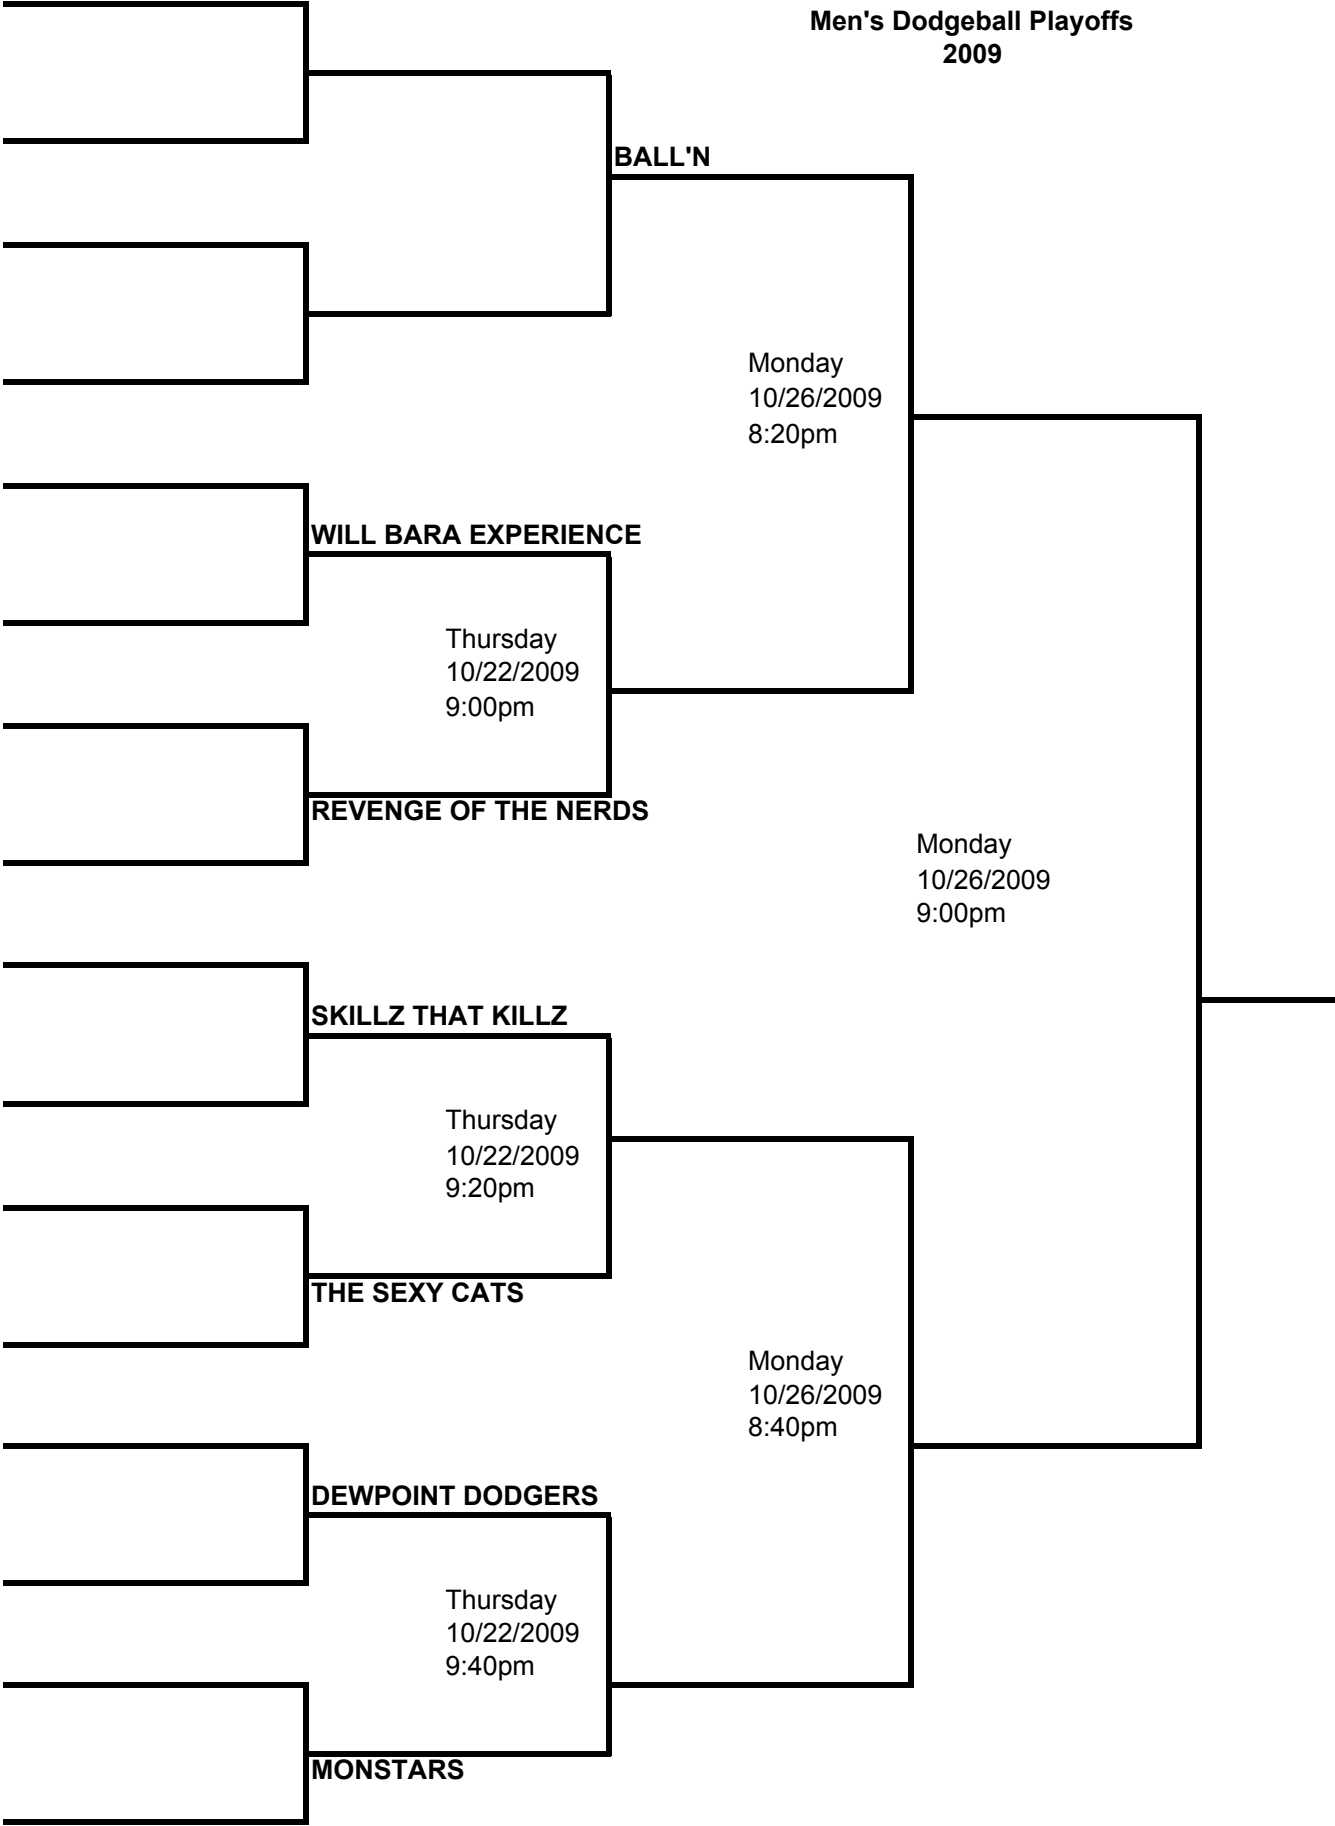 Men's Dodgeball Playoffs
2009
BALL'N
Monday
10/26/2009
8:20pm
WILL BARA EXPERIENCE
Thursday
10/22/2009
9:00pm
REVENGE OF THE NERDS
Monday
10/26/2009
9:00pm
SKILLZ THAT KILLZ
Thursday
10/22/2009
9:20pm
THE SEXY CATS
Monday
10/26/2009
8:40pm
DEWPOINT DODGERS
Thursday
10/22/2009
9:40pm
MONSTARS